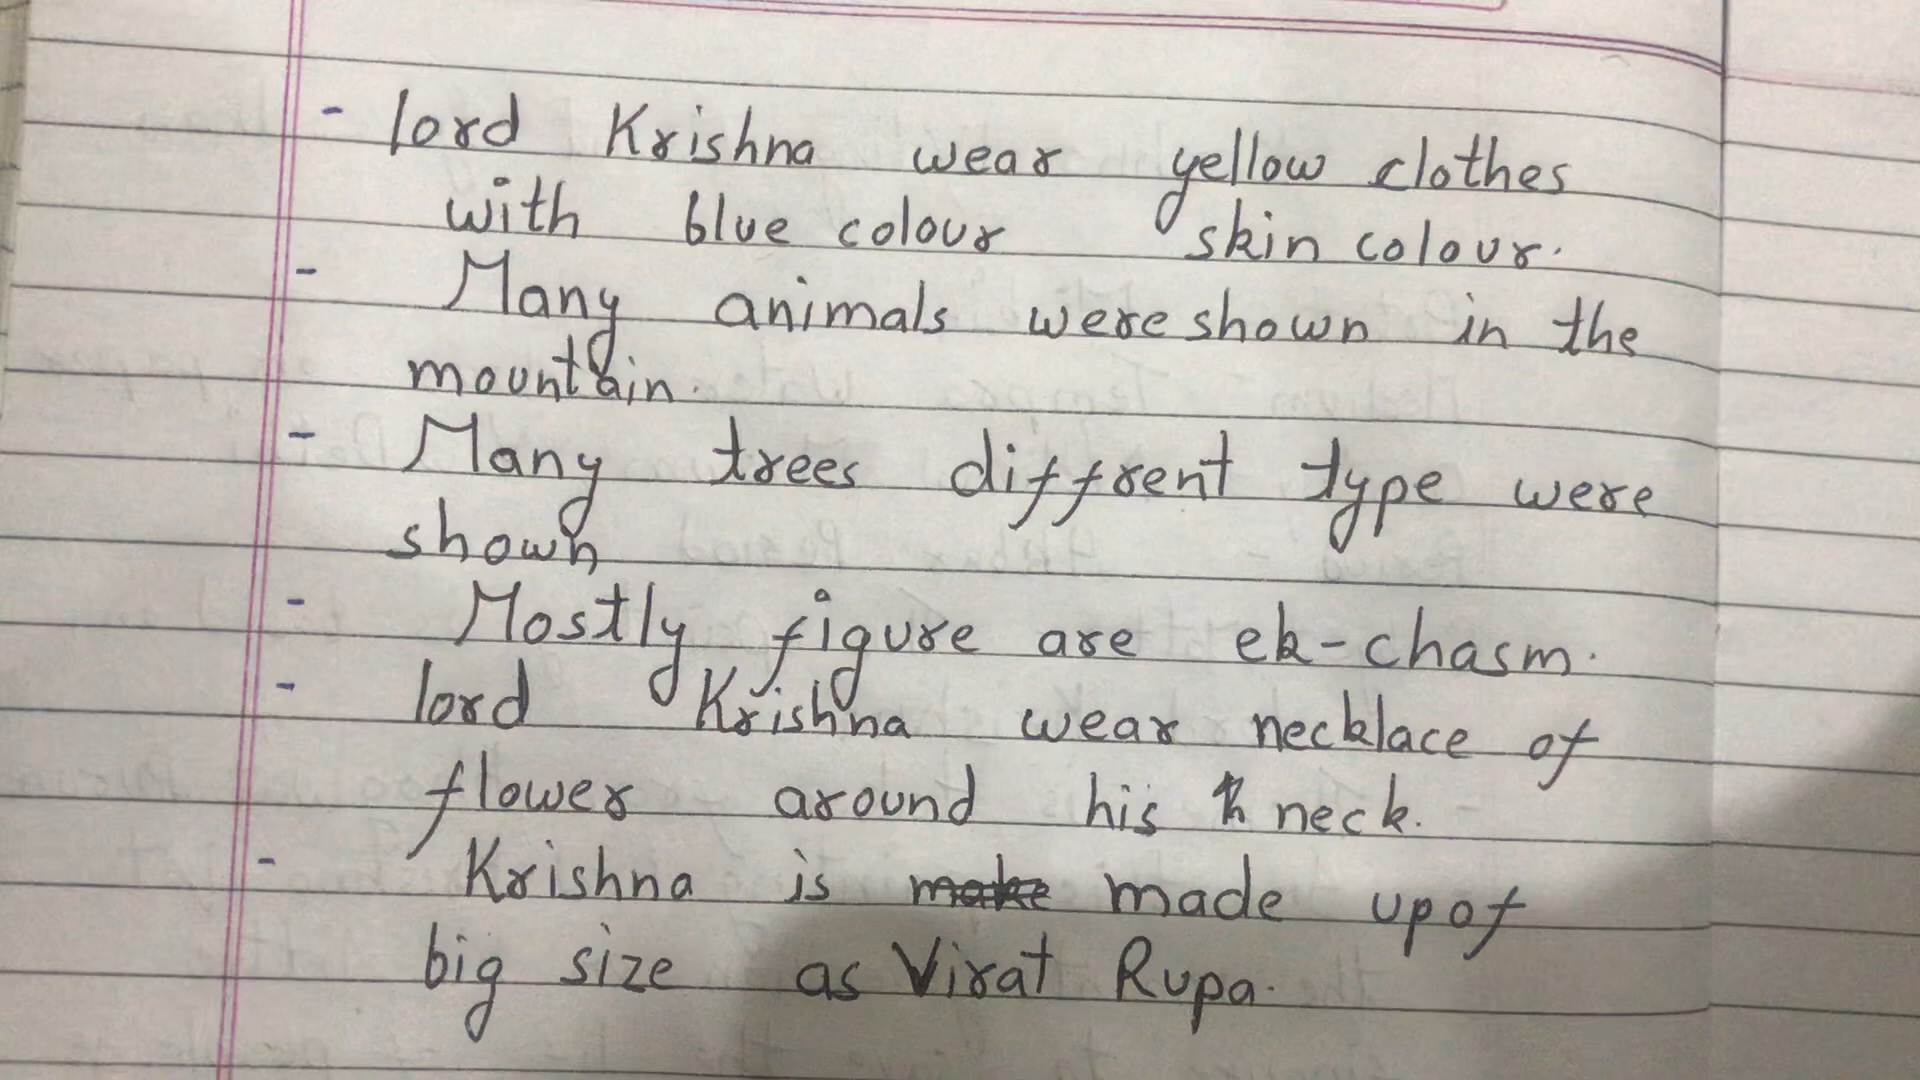 - lord Krishna wear yellow clothes
with blue colour skin colour.
- Many animals were shown in the
mountain.
- Many trees diffrent type were
shown
- Mostly figure are ek-chasm.
- lord Krishna wear necklace of
flower around his neck.
- Krishna is make made upof
big size as Virat Rupa.